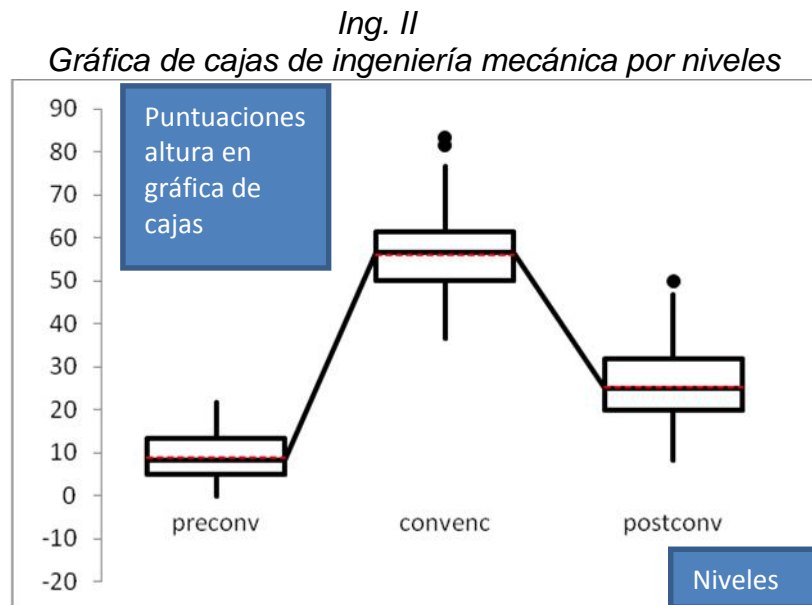 Ing. II
Gráfica de cajas de ingeniería mecánica por niveles
Puntuaciones
altura en
gráfica de
cajas
90
80
70
60
50
40
30
20
10
0
-10
-20
preconv
convenc
postconv
Niveles